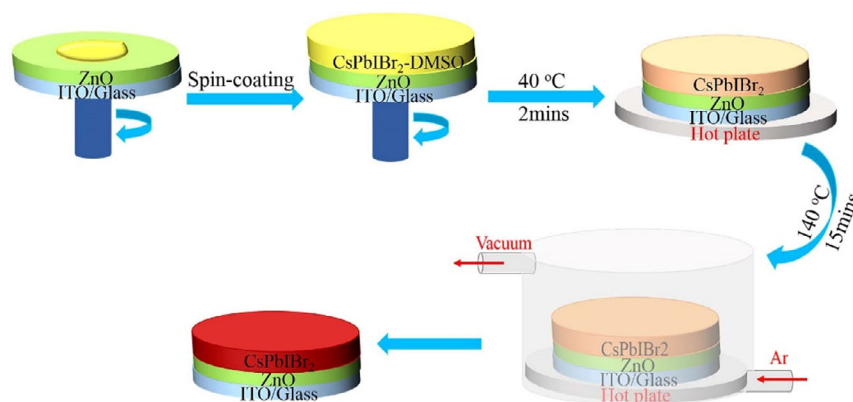 ZnO
ITO/Glass
Spin-coating
CsPbIBr₂-DMSO
ZnO
ITO/Glass
40 °C
2mins
CsPbIBr₂
ZnO
ITO/Glass
Hot plate
140 °C
15mins
Vacuum
CsPbIBr2
ZnO
ITO/Glass
Hot plate
Ar
CsPbIBr₂
ZnO
ITO/Glass